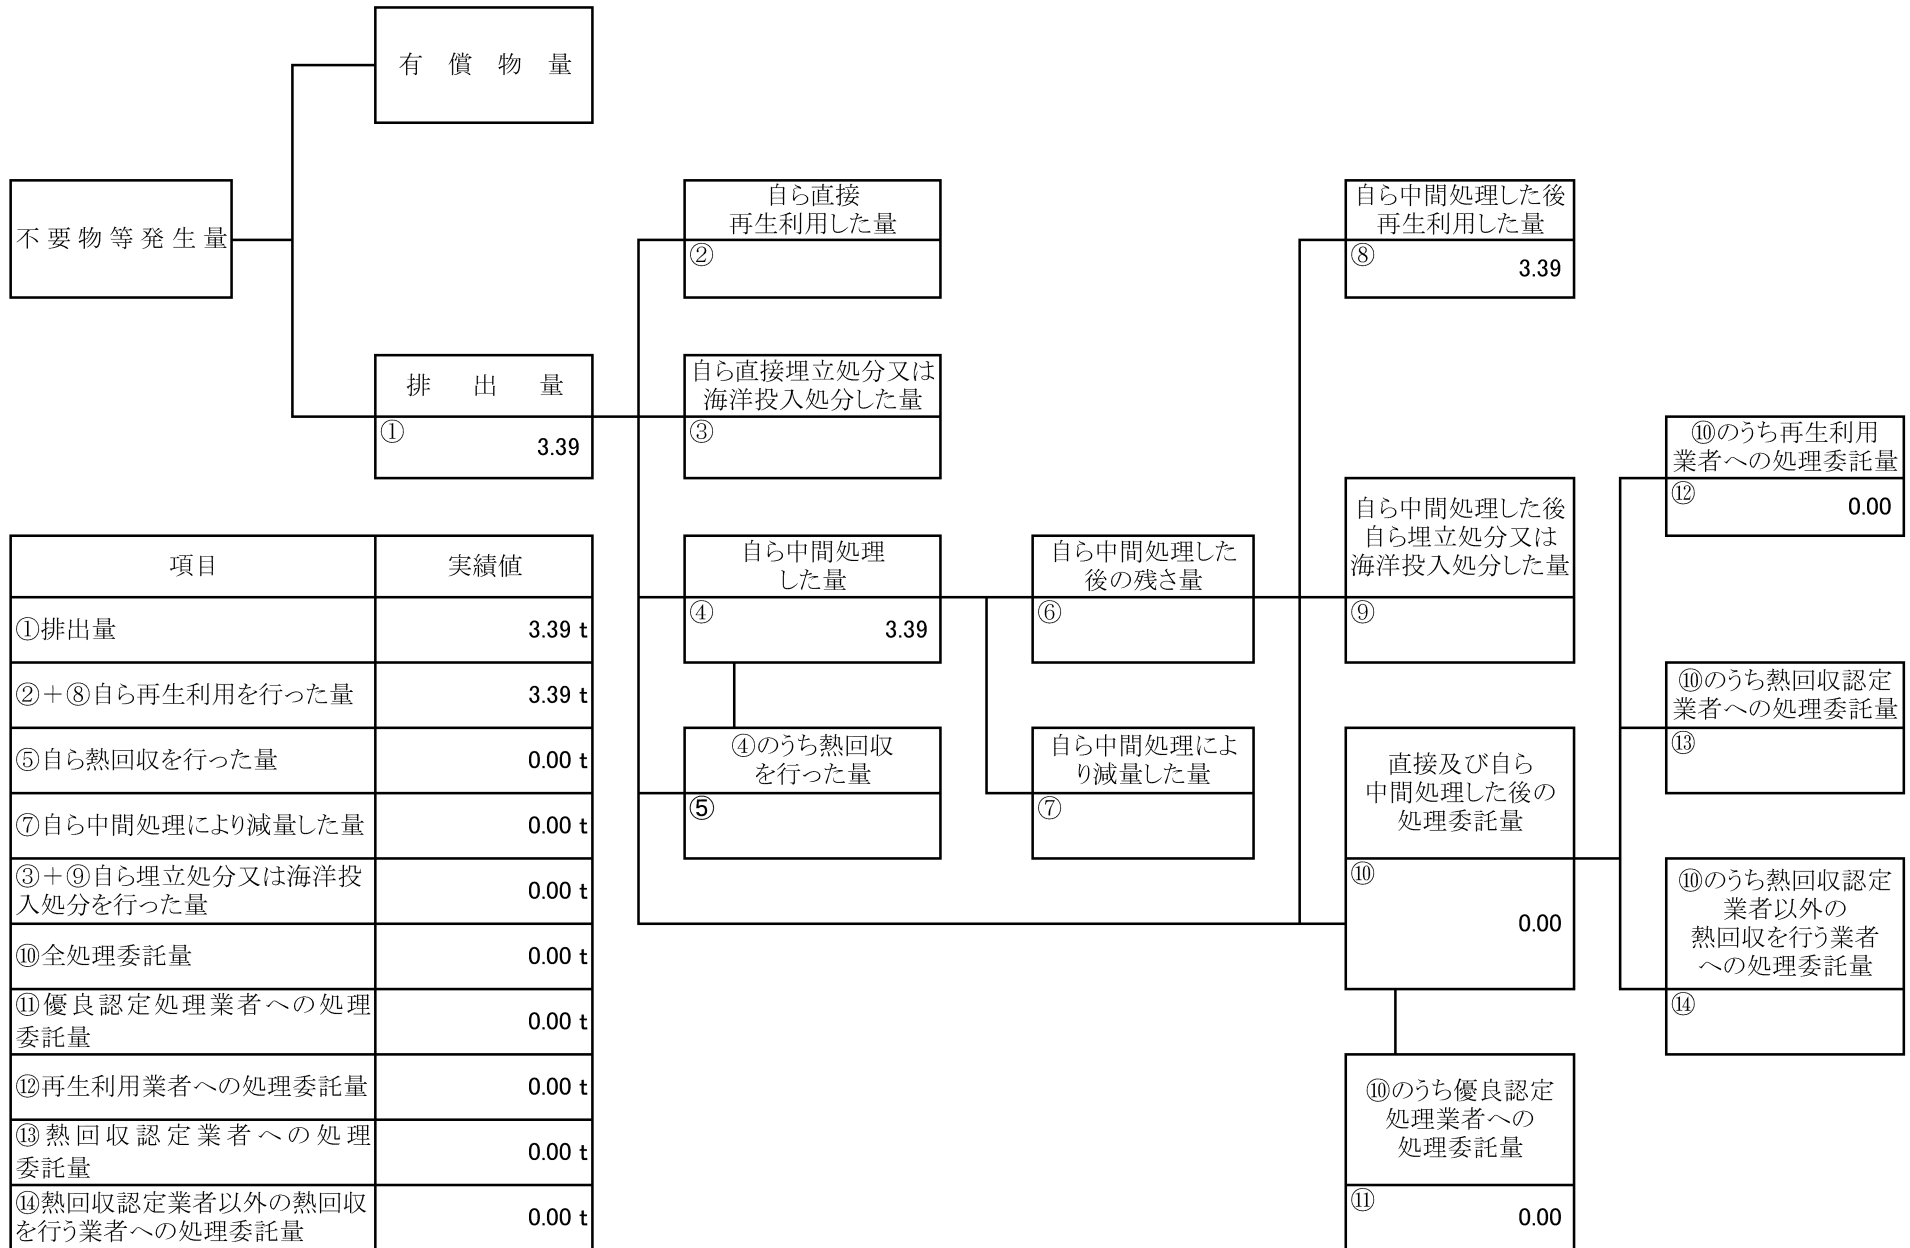 有償物量
不要物等発生量
排出量
①
3.39
自ら直接
再生利用した量
②
自ら直接埋立処分又は
海洋投入処分した量
③
自ら中間処理
した量
④
3.39
④のうち熱回収
を行った量
⑤
自ら中間処理した
後の残さ量
⑥
自ら中間処理によ
り減量した量
⑦
自ら中間処理した後
再生利用した量
⑧
3.39
自ら中間処理した後
自ら埋立処分又は
海洋投入処分した量
⑨
直接及び自ら
中間処理した後の
処理委託量
⑩
0.00
⑩のうち優良認定
処理業者への
処理委託量
⑪
0.00
⑩のうち再生利用
業者への処理委託量
⑫
0.00
⑩のうち熱回収認定
業者への処理委託量
⑬
⑩のうち熱回収認定
業者以外の
熱回収を行う業者
への処理委託量
⑭
項目 実績値
①排出量 3.39 t
②+⑧自ら再生利用を行った量 3.39 t
⑤自ら熱回収を行った量 0.00 t
⑦自ら中間処理により減量した量 0.00 t
③+⑨自ら埋立処分又は海洋投
入処分を行った量 0.00 t
⑩全処理委託量 0.00 t
⑪優良認定処理業者への処理
委託量 0.00 t
⑫再生利用業者への処理委託量 0.00 t
⑬熱回収認定業者への処理
委託量 0.00 t
⑭熱回収認定業者以外の熱回収
を行う業者への処理委託量 0.00 t